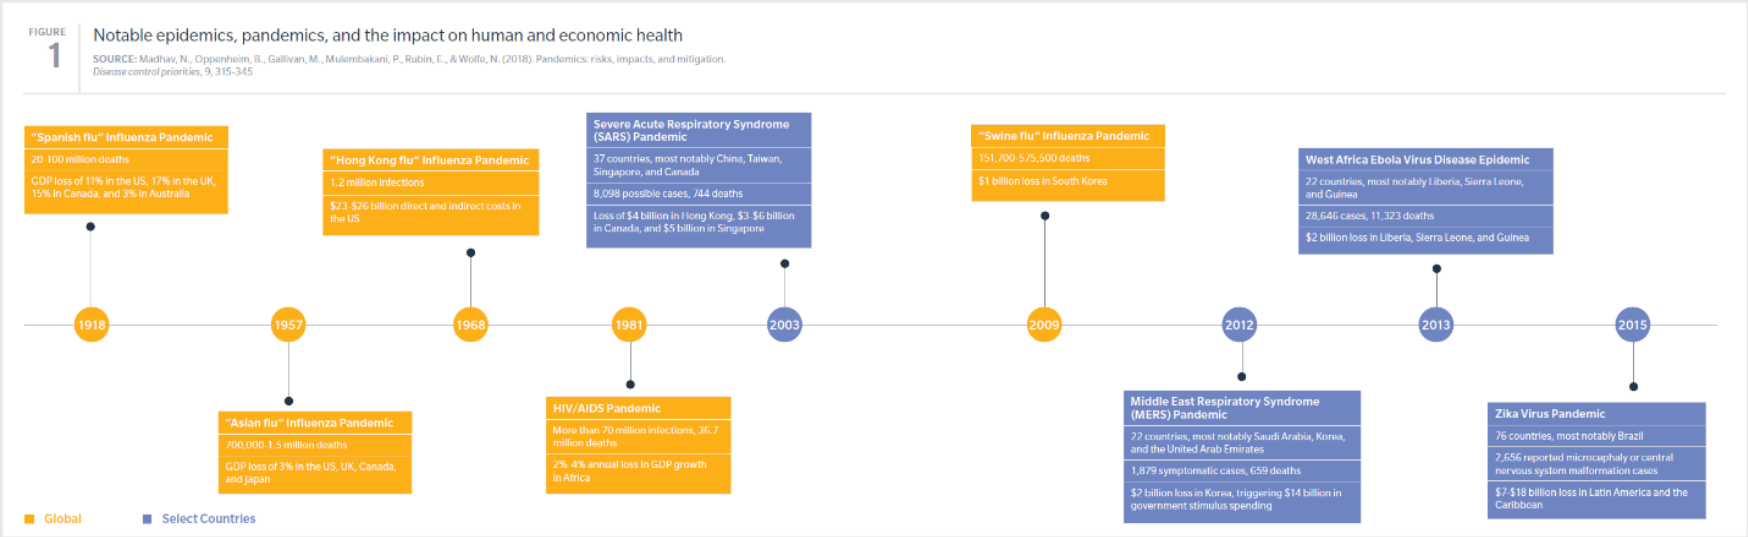 FIGURE
1
Notable epidemics, pandemics, and the impact on human and economic health
SOURCE: Madhav, N., Oppenheim, B., Gallivan, M., Mulembakani, P., Rubin, E., & Wolfe, N. (2018). Pandemics: risks, impacts, and mitigation.
Disease control priorities, 9, 315-345
"Spanish flu" Influenza Pandemic
20-100 million deaths
GDP loss of 11% in the US, 17% in the UK,
15% in Canada, and 3% in Australia
"Hong Kong flu" Influenza Pandemic
1.2 million infections
$23-$26 billion direct and indirect costs in
the US
Severe Acute Respiratory Syndrome
(SARS) Pandemic
37 countries, most notably China, Taiwan,
Singapore, and Canada
8,098 possible cases, 744 deaths
Loss of $4 billion in Hong Kong, $3-$6 billion
in Canada, and $5 billion in Singapore
"Swine flu" Influenza Pandemic
151,700-575,500 deaths
$1 billion loss in South Korea
West Africa Ebola Virus Disease Epidemic
22 countries, most notably Liberia, Sierra Leone,
and Guinea
28,646 cases, 11,323 deaths
$2 billion loss in Liberia, Sierra Leone, and Guinea
1918
1957
1968
1981
2003
2009
2012
2013
2015
"Asian flu" Influenza Pandemic
700,000-1.5 million deaths
GDP loss of 3% in the US, UK, Canada,
and Japan
HIV/AIDS Pandemic
More than 70 million infections, 36.7
million deaths
2%-4% annual loss in GDP growth
in Africa
Middle East Respiratory Syndrome
(MERS) Pandemic
22 countries, most notably Saudi Arabia, Korea,
and the United Arab Emirates
1,879 symptomatic cases, 659 deaths
$2 billion loss in Korea, triggering $14 billion in
government stimulus spending
Zika Virus Pandemic
76 countries, most notably Brazil
2,656 reported microcephaly or central
nervous system malformation cases
$7-$18 billion loss in Latin America and the
Caribbean
Global
Select Countries